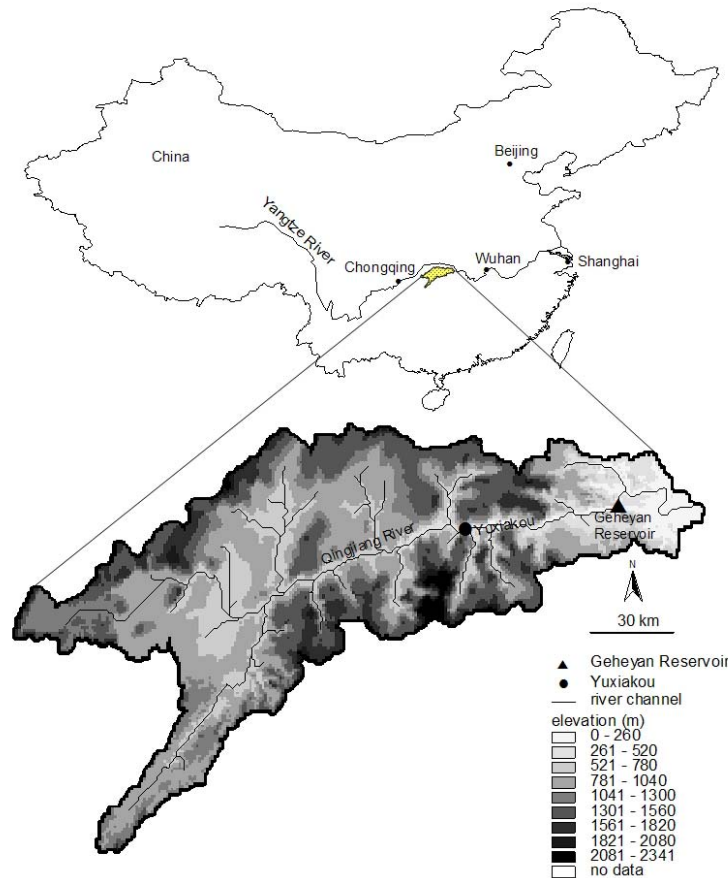 China
Beijing
Yangtze River
Chongqing
Wuhan
Shanghai
Qingjiang River
Yuxiakou
Geheyan
Reservoir
N
30 km
Geheyan Reservoir
Yuxiakou
river channel
elevation (m)
0 - 260
261 - 520
521 - 780
781 - 1040
1041 - 1300
1301 - 1560
1561 - 1820
1821 - 2080
2081 - 2341
no data